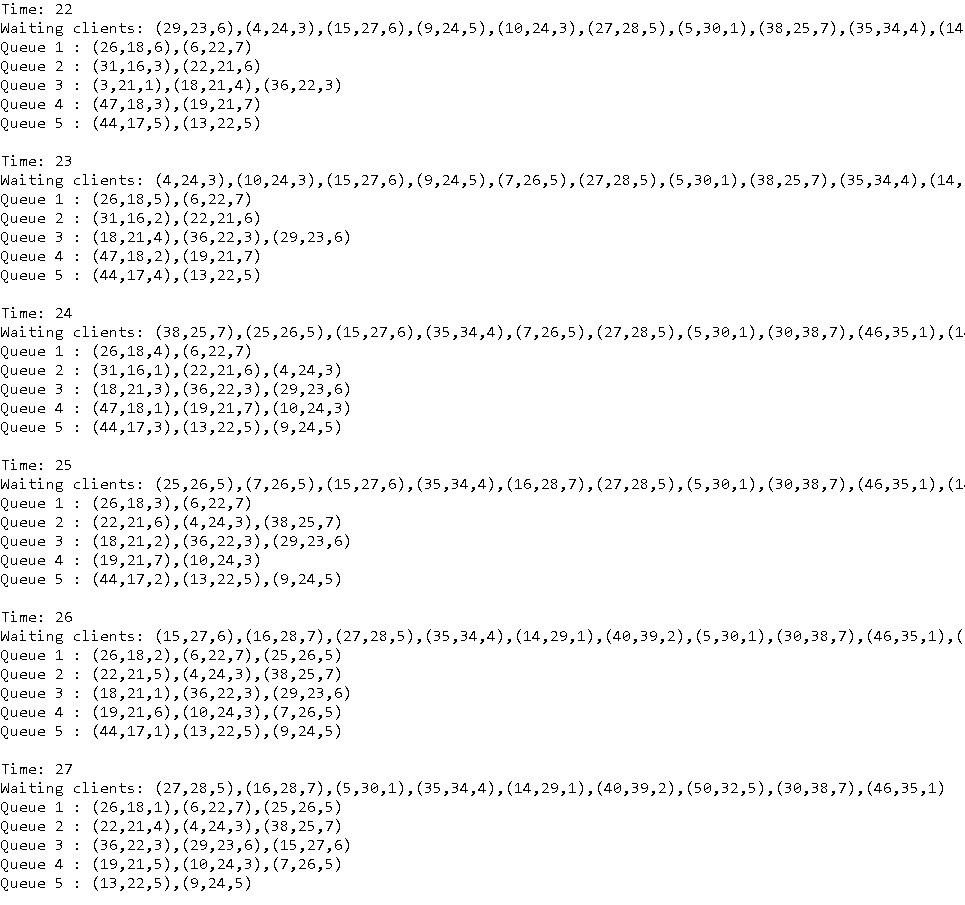 Time: 22
Waiting clients: (29,23,6),(4,24,3),(15,27,6),(9,24,5),(10,24,3),(27,28,5),(5,30,1),(38,25,7),(35,34,4),(14
Queue 1 : (26,18,6),(6,22,7)
Queue 2 : (31,16,3),(22,21,6)
Queue 3 : (3,21,1),(18,21,4),(36,22,3)
Queue 4 : (47,18,3),(19,21,7)
Queue 5 : (44,17,5),(13,22,5)
Time: 23
Waiting clients: (4,24,3),(10,24,3),(15,27,6),(9,24,5),(7,26,5),(27,28,5),(5,30,1),(38,25,7),(35,34,4),(14,
Queue 1 : (26,18,5),(6,22,7)
Queue 2 : (31,16,2),(22,21,6)
Queue 3 : (18,21,4),(36,22,3),(29,23,6)
Queue 4 : (47,18,2),(19,21,7)
Queue 5 : (44,17,4),(13,22,5)
Time: 24
Waiting clients: (38,25,7),(25,26,5),(15,27,6),(35,34,4),(7,26,5),(27,28,5),(5,30,1),(30,38,7),(46,35,1),(14
Queue 1 : (26,18,4),(6,22,7)
Queue 2 : (31,16,1),(22,21,6),(4,24,3)
Queue 3 : (18,21,3),(36,22,3),(29,23,6)
Queue 4 : (47,18,1),(19,21,7),(10,24,3)
Queue 5 : (44,17,3),(13,22,5),(9,24,5)
Time: 25
Waiting clients: (25,26,5),(7,26,5),(15,27,6),(35,34,4),(16,28,7),(27,28,5),(5,30,1),(30,38,7),(46,35,1),(14
Queue 1 : (26,18,3),(6,22,7)
Queue 2 : (22,21,6),(4,24,3),(38,25,7)
Queue 3 : (18,21,2),(36,22,3),(29,23,6)
Queue 4 : (19,21,7),(10,24,3)
Queue 5 : (44,17,2),(13,22,5),(9,24,5)
Time: 26
Waiting clients: (15,27,6),(16,28,7),(27,28,5),(35,34,4),(14,29,1),(40,39,2),(5,30,1),(30,38,7),(46,35,1),(
Queue 1 : (26,18,2),(6,22,7),(25,26,5)
Queue 2 : (22,21,5),(4,24,3),(38,25,7)
Queue 3 : (18,21,1),(36,22,3),(29,23,6)
Queue 4 : (19,21,6),(10,24,3),(7,26,5)
Queue 5 : (44,17,1),(13,22,5),(9,24,5)
Time: 27
Waiting clients: (27,28,5),(16,28,7),(5,30,1),(35,34,4),(14,29,1),(40,39,2),(50,32,5),(30,38,7),(46,35,1)
Queue 1 : (26,18,1),(6,22,7),(25,26,5)
Queue 2 : (22,21,4),(4,24,3),(38,25,7)
Queue 3 : (36,22,3),(29,23,6),(15,27,6)
Queue 4 : (19,21,5),(10,24,3),(7,26,5)
Queue 5 : (13,22,5),(9,24,5)